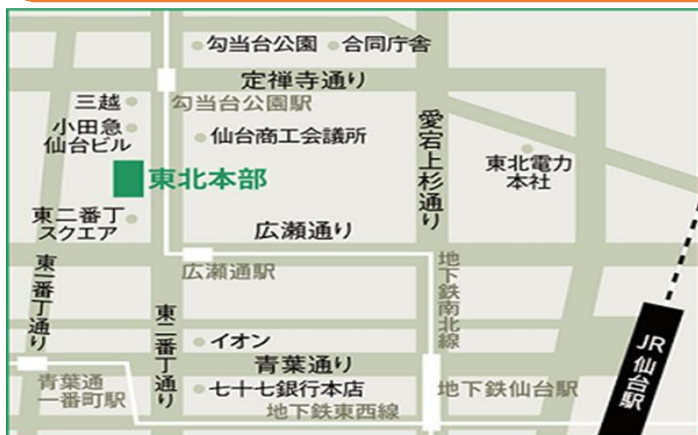 勾当台公園
合同庁舎
定禅寺通り
三越
勾当台公園駅
小田急
仙台ビル
仙台商工会議所
愛宕上杉通り
東北電力
本社
東北本部
東二番丁
スクエア
広瀬通り
広瀬通駅
地下鉄南北線
東一番丁通り
東二番丁通り
イオン
青葉通り
JR仙台駅
青葉通
一番町駅
七十七銀行本店
地下鉄仙台駅
地下鉄東西線